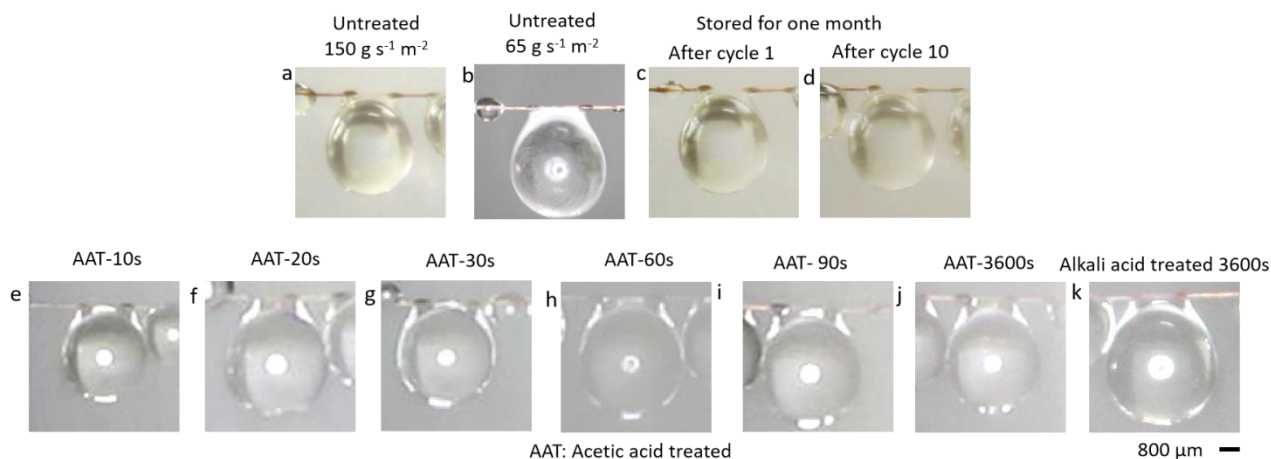 Untreated
150 g s⁻¹ m⁻²
Untreated
65 g s⁻¹ m⁻²
Stored for one month
After cycle 1
After cycle 10
a
b
c
d
AAT-10s
AAT-20s
AAT-30s
AAT-60s
AAT- 90s
AAT-3600s
Alkali acid treated 3600s
e
f
g
h
i
j
k
AAT: Acetic acid treated
800 µm